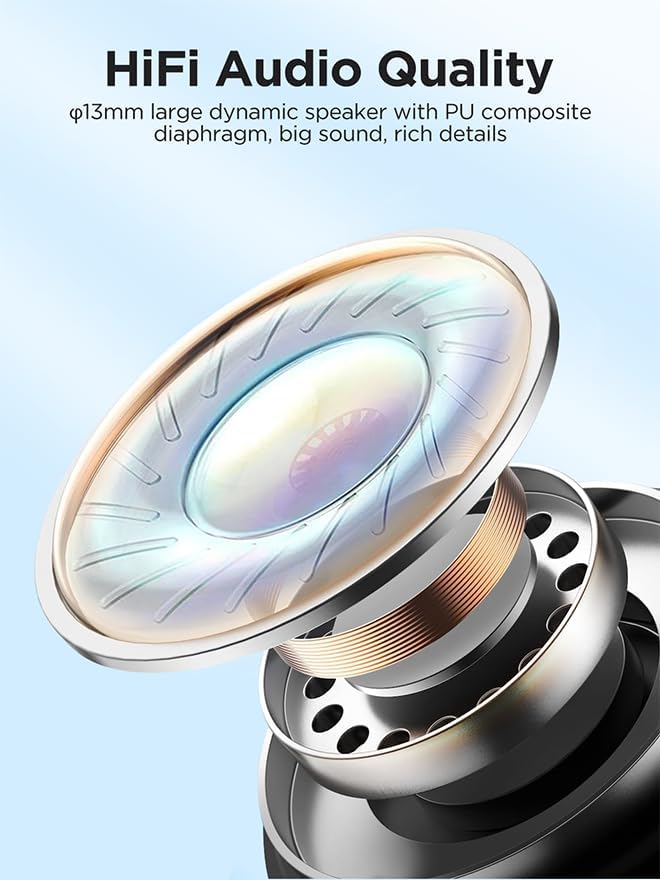 HiFi Audio Quality
φ13mm large dynamic speaker with PU composite
diaphragm, big sound, rich details